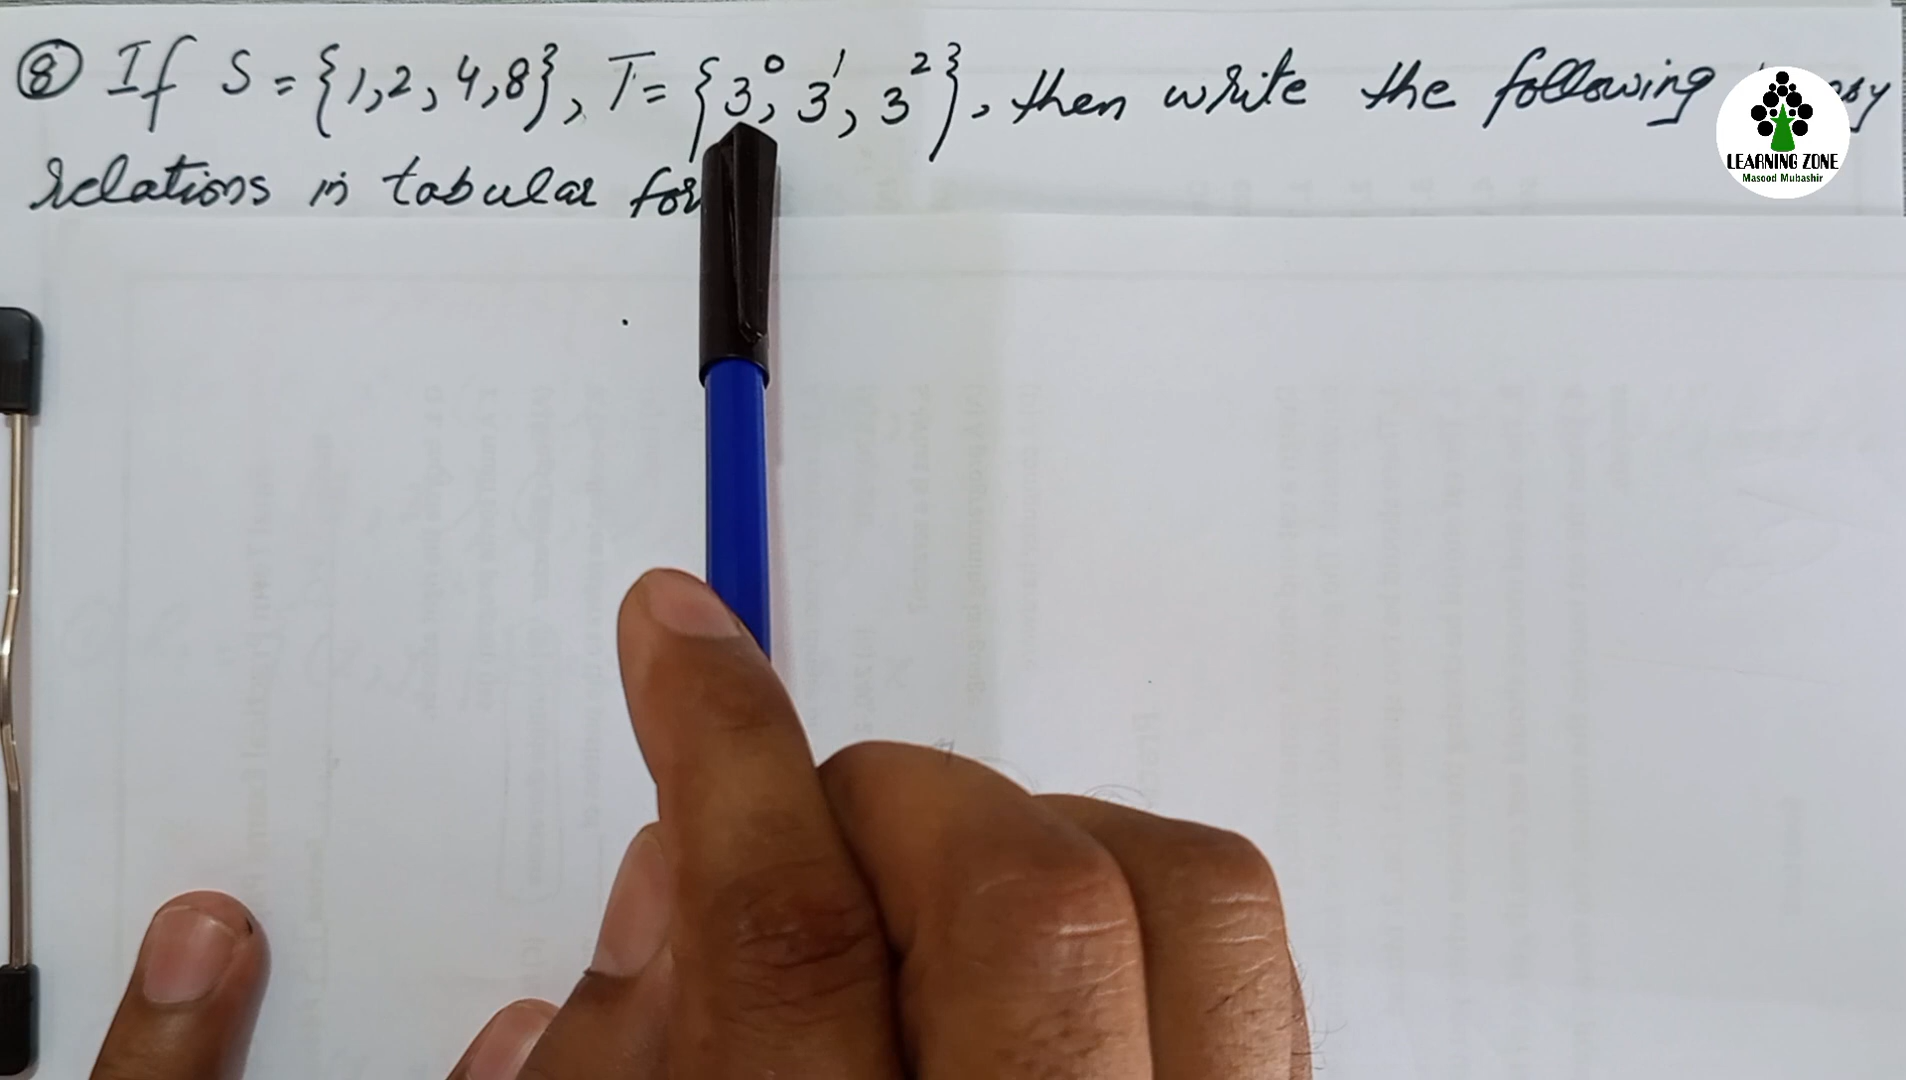 ⑧ If S = {1, 2, 4, 8}, T = {3⁰, 3¹, 3²}, then write the following
relations in tabular for
LEARNING ZONE
Masood Mubashir